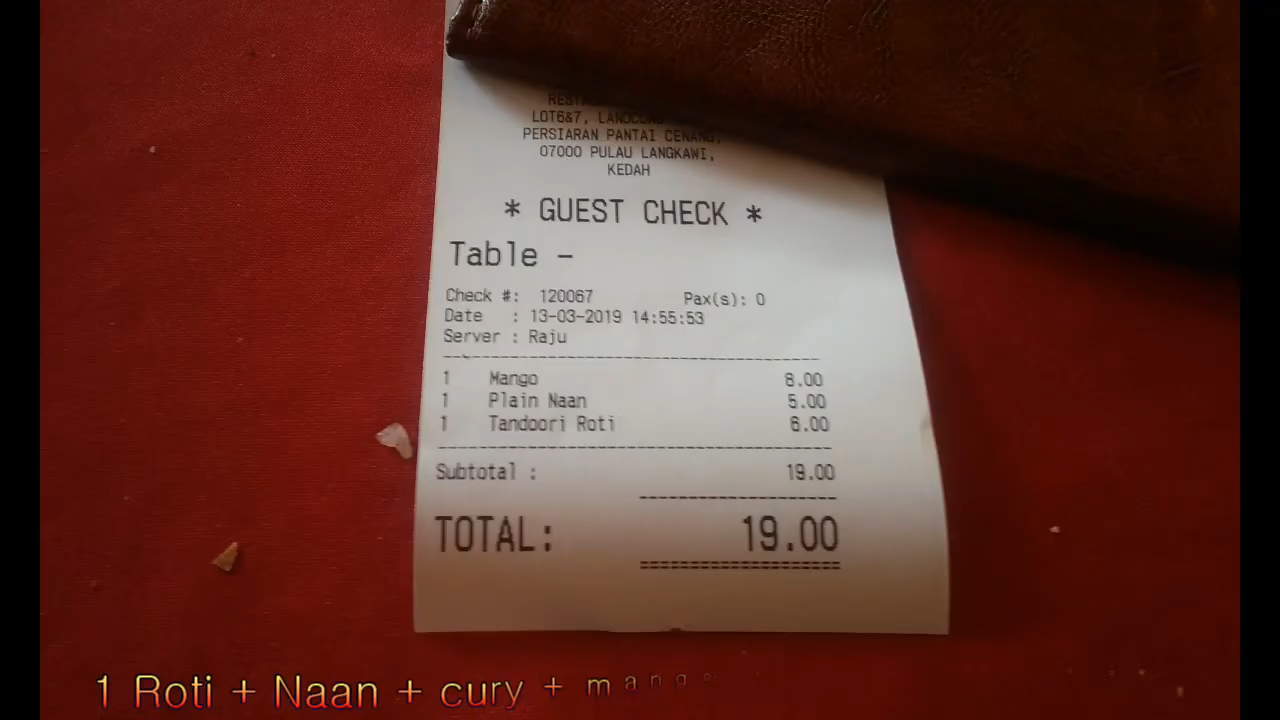 LOT6&7,
PERSIARAN PANTAI CENANG,
07000 PULAU LANGKAWI,
KEDAH
* GUEST CHECK *
Table -
Check #: 120067 Pax(s): 0
Date : 13-03-2019 14:55:53
Server : Raju
1 Mango 8.00
1 Plain Naan 5.00
1 Tandoori Roti 6.00
Subtotal : 19.00
TOTAL: 19.00
1 Roti + Naan + cury + mango